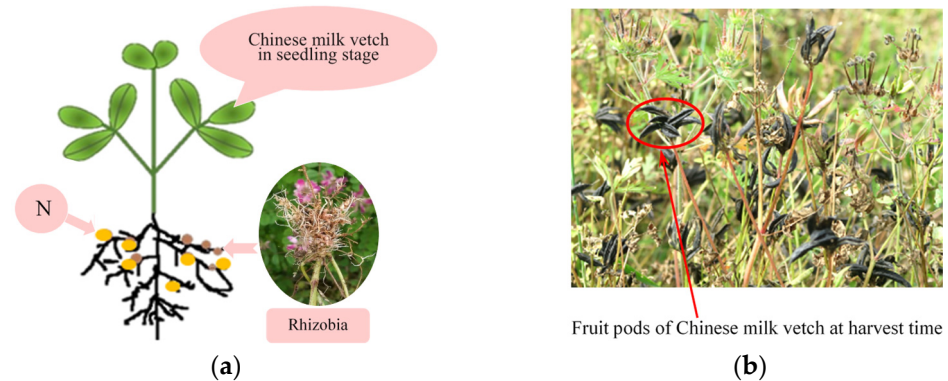 Chinese milk vetch
in seedling stage
N
Rhizobia
(a)
Fruit pods of Chinese milk vetch at harvest time
(b)